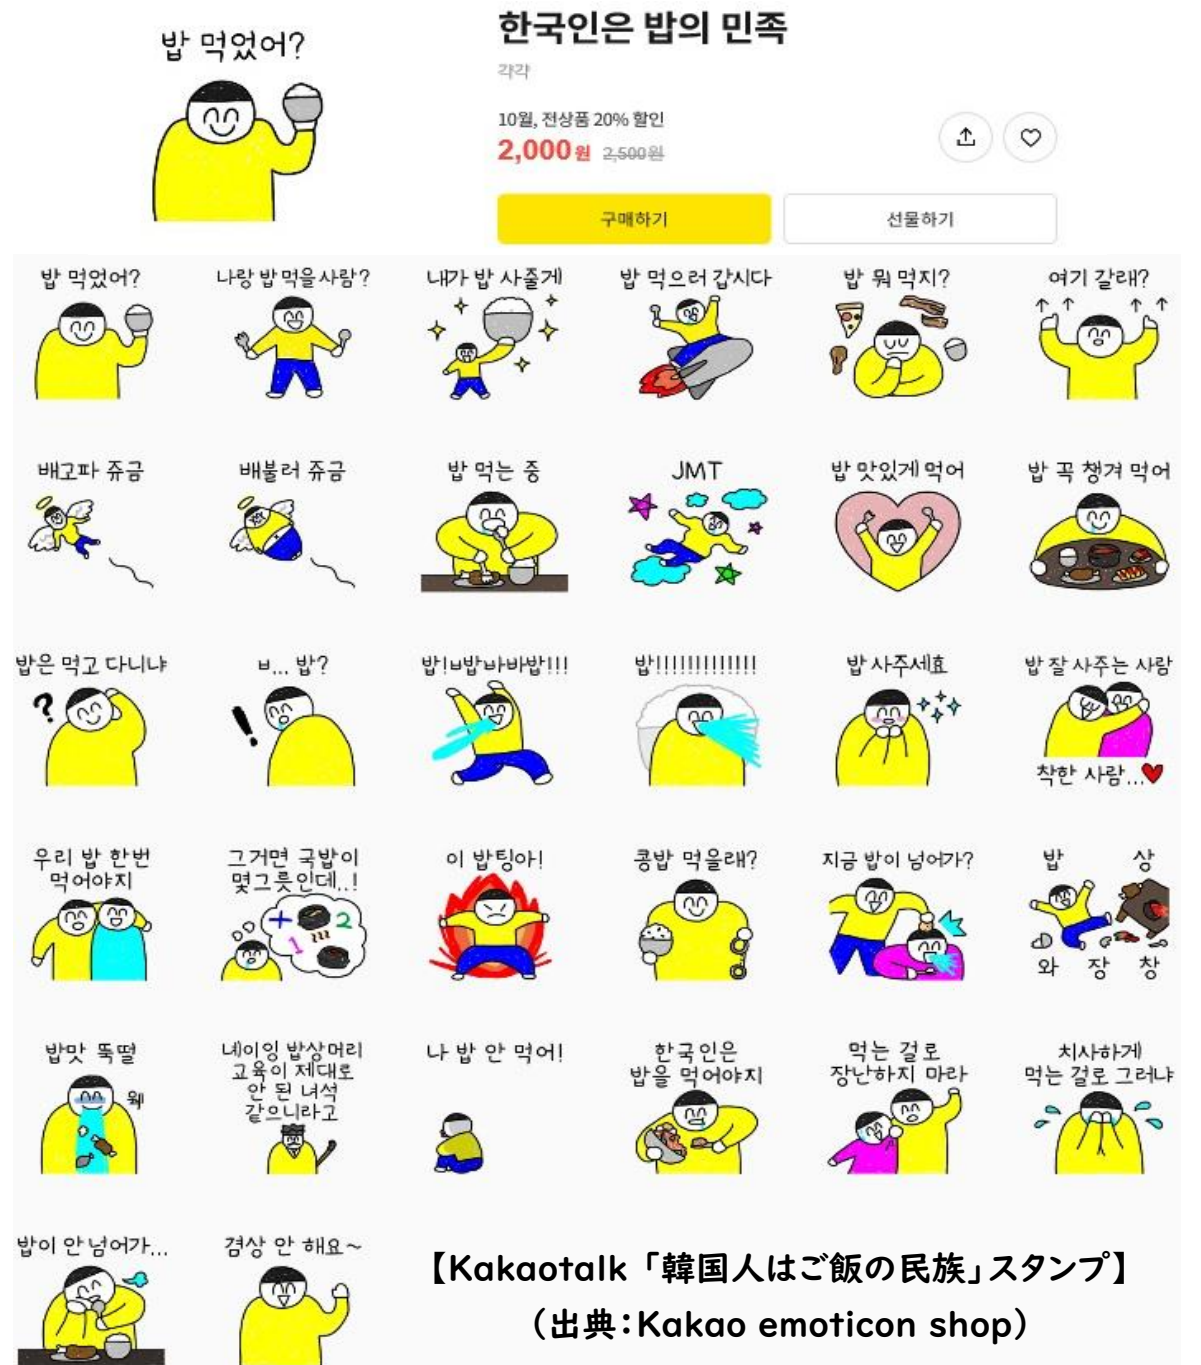 밥 먹었어?
한국인은 밥의 민족
각각
10월, 전상품 20% 할인
2,000원 2,500원
구매하기
선물하기
밥 먹었어?
나랑 밥 먹을 사람?
내가 밥 사줄게
밥 먹으러 갑시다
밥 뭐 먹지?
여기 갈래?
배고파 쥬금
배불러 쥬금
밥 먹는 중
JMT
밥 맛있게 먹어
밥 꼭 챙겨 먹어
밥은 먹고 다니냐
ㅂ... 밥?
밥!ㅂ밥바바밥!!!
밥!!!!!!!!!!!!!
밥 사주세효
밥 잘 사주는 사람
착한 사람...
우리 밥 한번
먹어야지
그거면 국밥이
몇그릇인데..!
1 + 2
이 밥팅아!
콩밥 먹을래?
지금 밥이 넘어가?
밥 상
와 장 창
밥맛 뚝떨
웩
네이잉 밥상머리
교육이 제대로
안 된 녀석
같으니라고
나 밥 안 먹어!
한국인은
밥을 먹어야지
먹는 걸로
장난하지 마라
치사하게
먹는 걸로 그러냐
밥이 안 넘어가...
겸상 안 해요~
【Kakaotalk 「韓国人はご飯の民族」スタンプ】
(出典:Kakao emoticon shop)